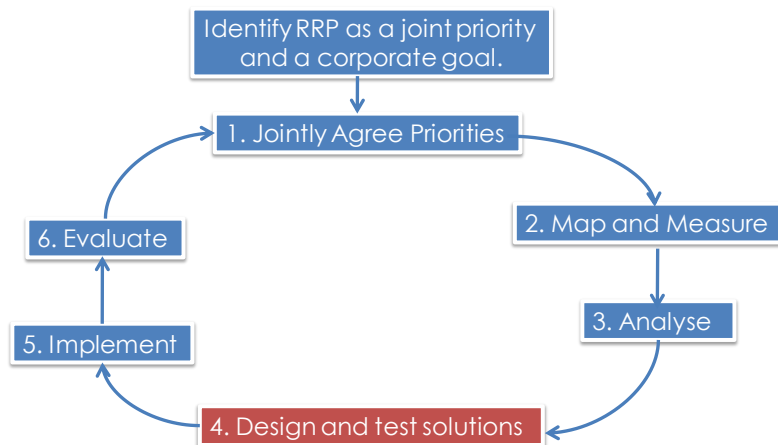 Identify RRP as a joint priority
and a corporate goal.
1. Jointly Agree Priorities
2. Map and Measure
3. Analyse
4. Design and test solutions
5. Implement
6. Evaluate